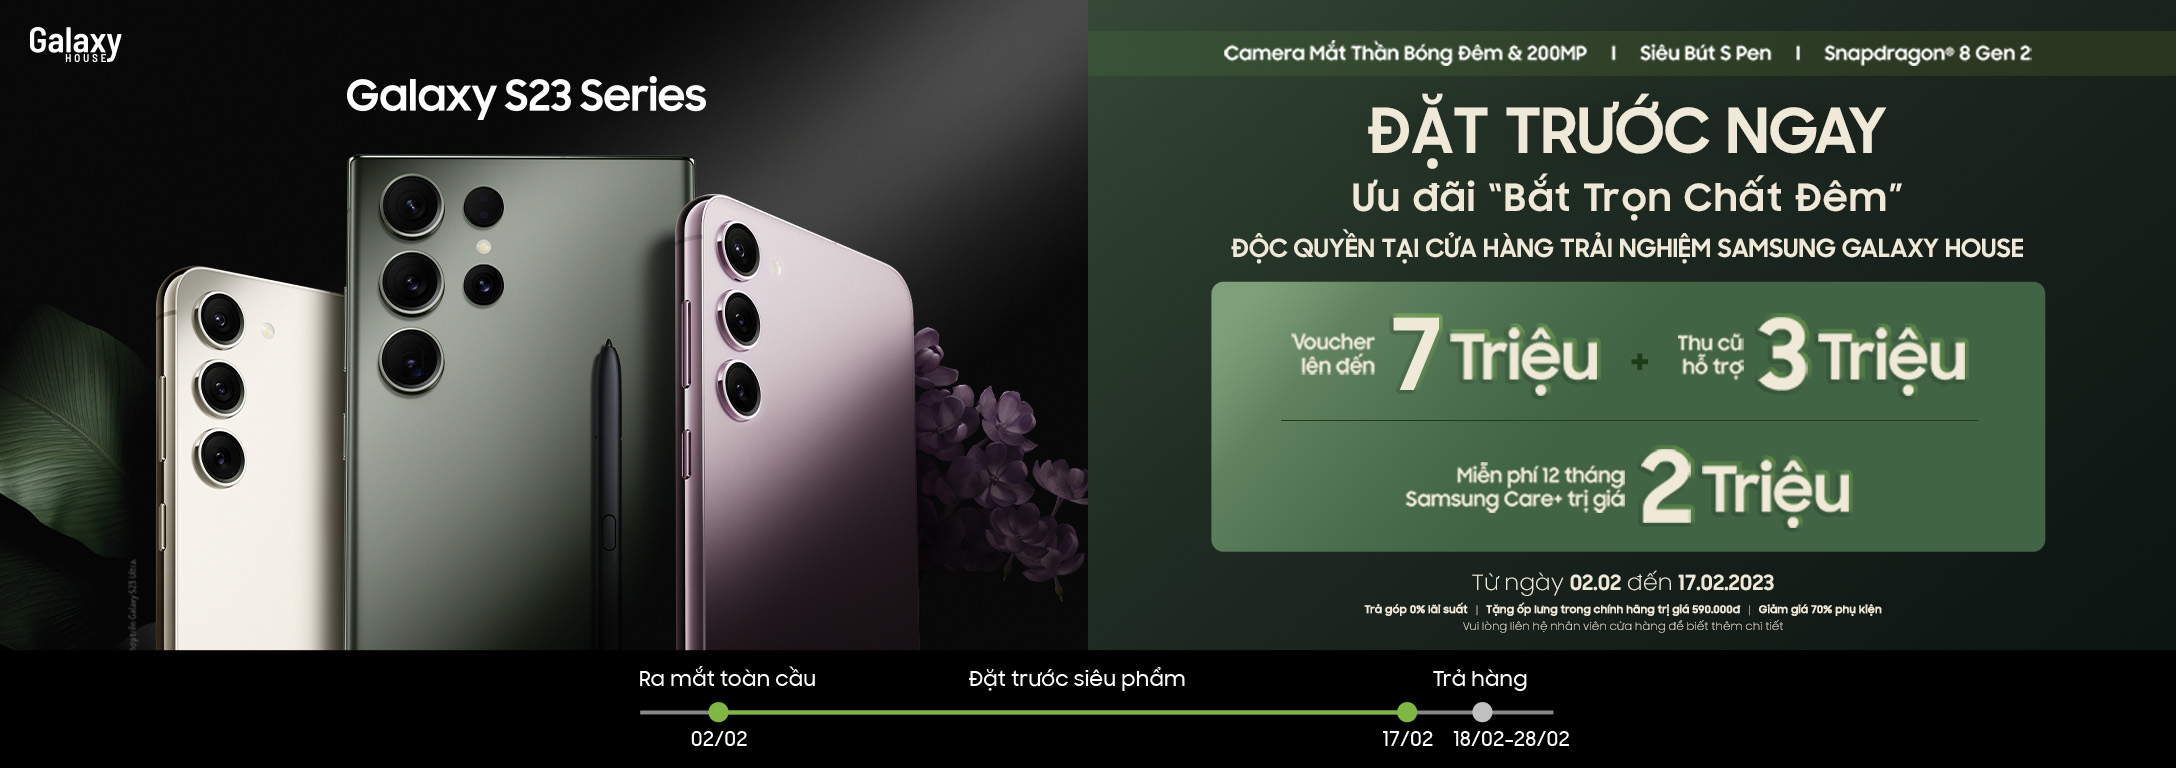 Galaxy
HOUSE
Galaxy S23 Series
Camera Mắt Thần Bóng Đêm & 200MP | Siêu Bút S Pen | Snapdragon® 8 Gen 2
ĐẶT TRƯỚC NGAY
Ưu đãi “Bắt Trọn Chất Đêm”
ĐỘC QUYỀN TẠI CỬA HÀNG TRẢI NGHIỆM SAMSUNG GALAXY HOUSE
Voucher lên đến 7 Triệu + Thu cũ hỗ trợ 3 Triệu
Miễn phí 12 tháng
Samsung Care+ trị giá 2 Triệu
Từ ngày 02.02 đến 17.02.2023
Trả góp 0% lãi suất | Tặng ốp lưng trong chính hãng trị giá 590.000đ | Giảm giá 70% phụ kiện
Vui lòng liên hệ nhân viên cửa hàng để biết thêm chi tiết
Galaxy S23 Ultra
Ra mắt toàn cầu Đặt trước siêu phẩm Trả hàng
02/02 17/02 18/02-28/02